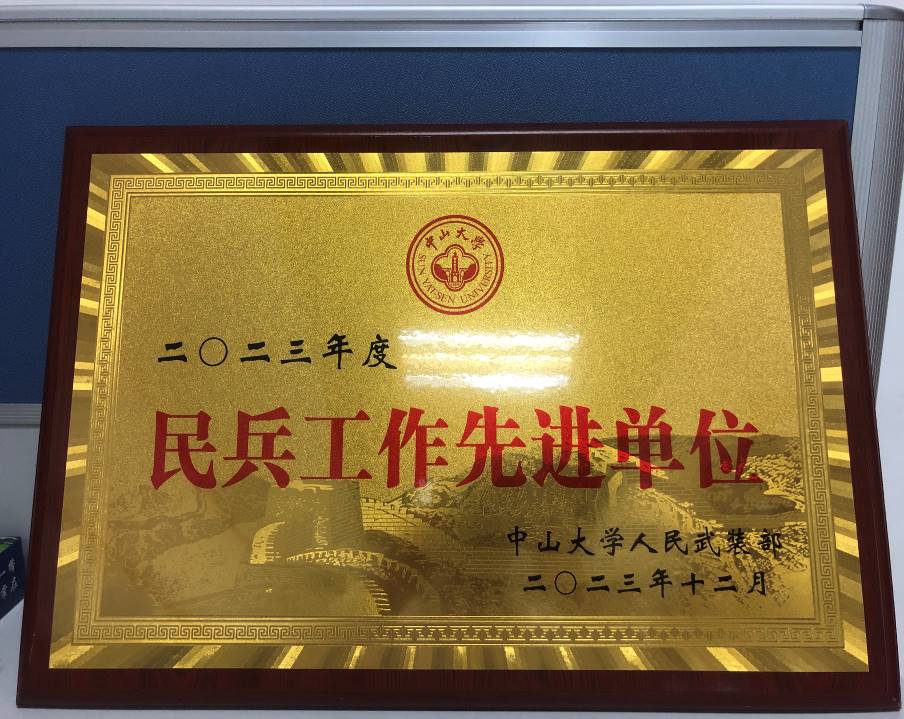 中山大学
SUN YAT-SEN UNIVERSITY
二〇二三年度
民兵工作先进单位
中山大学人民武装部
二〇二三年十二月